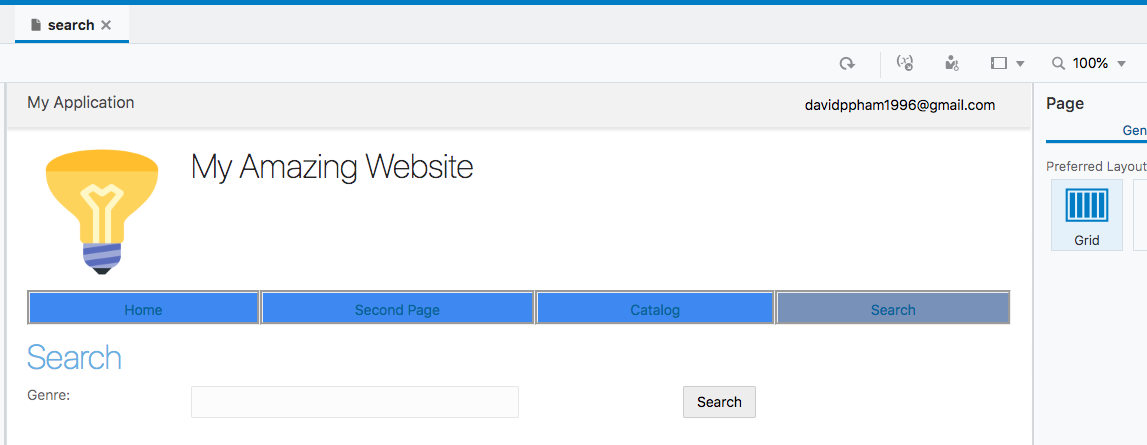 search
100%
My Application
davidppham1996@gmail.com
Page
Gen
My Amazing Website
Preferred Layout
Grid
Home
Second Page
Catalog
Search
Search
Genre:
Search